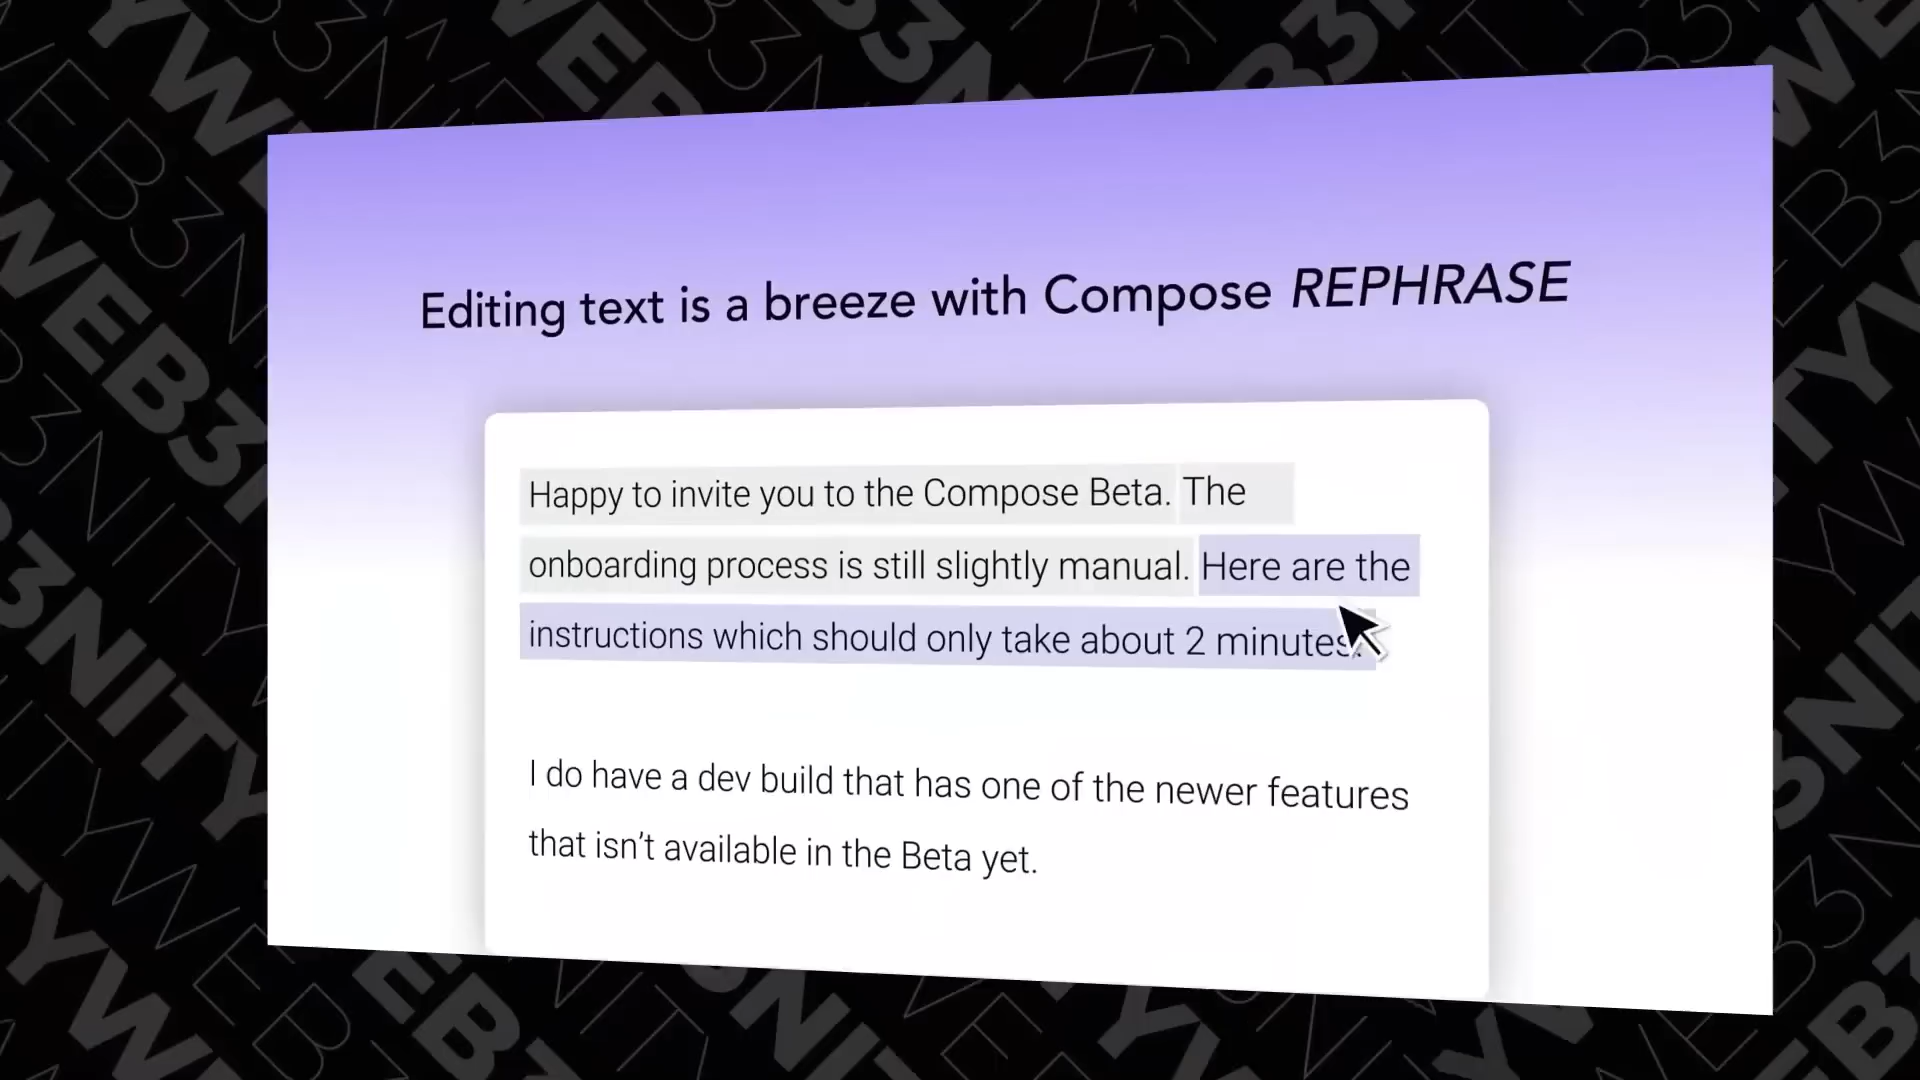 Editing text is a breeze with Compose REPHRASE
Happy to invite you to the Compose Beta. The
onboarding process is still slightly manual. Here are the
instructions which should only take about 2 minutes.
I do have a dev build that has one of the newer features
that isn’t available in the Beta yet.